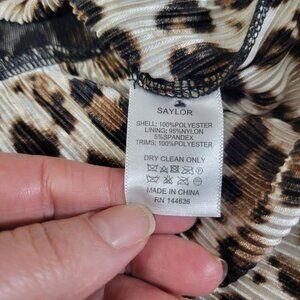 SAYLOR
SHELL; 100%POLYESTER
LINING; 95%NYLON
5%SPANDEX
TRIMS; 100%POLYESTER
DRY CLEAN ONLY
MADE IN CHINA
RN 144636